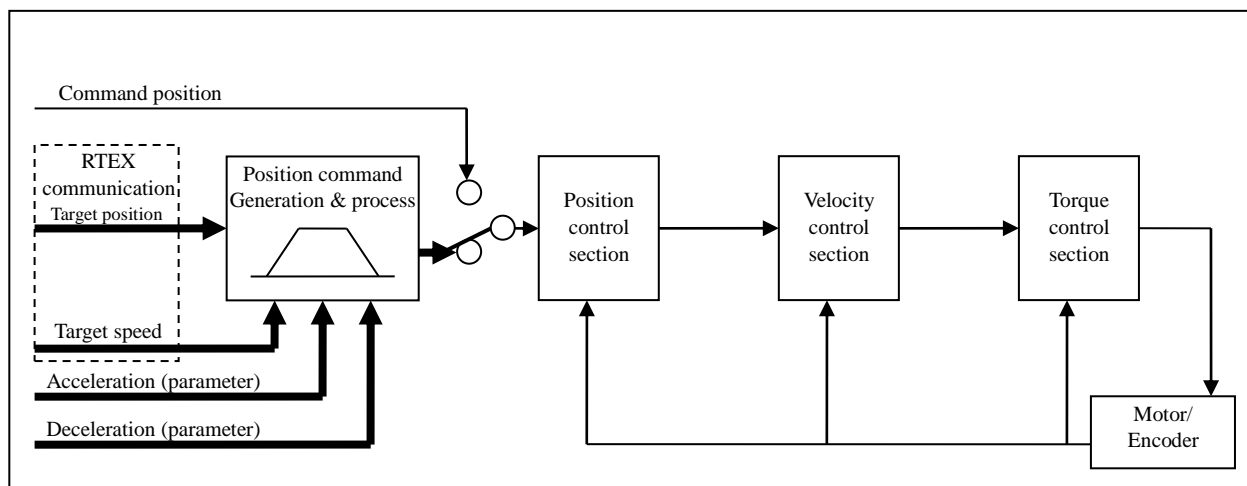 Command position
RTEX
communication
Target position
Target speed
Acceleration (parameter)
Deceleration (parameter)
Position command
Generation & process
Position
control
section
Velocity
control
section
Torque
control
section
Motor/
Encoder